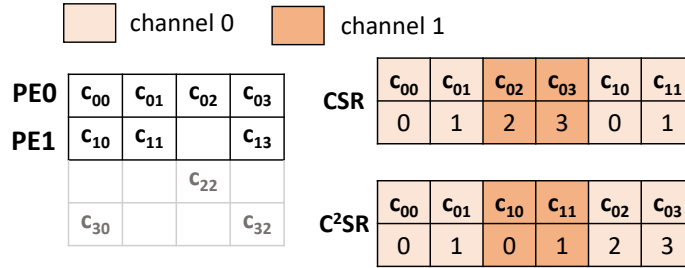 channel 0 channel 1
PE0 c00 c01 c02 c03
PE1 c10 c11 c13
c22
c30 c32
CSR
c00 c01 c02 c03 c10 c11
0 1 2 3 0 1
C²SR
c00 c01 c10 c11 c02 c03
0 1 0 1 2 3